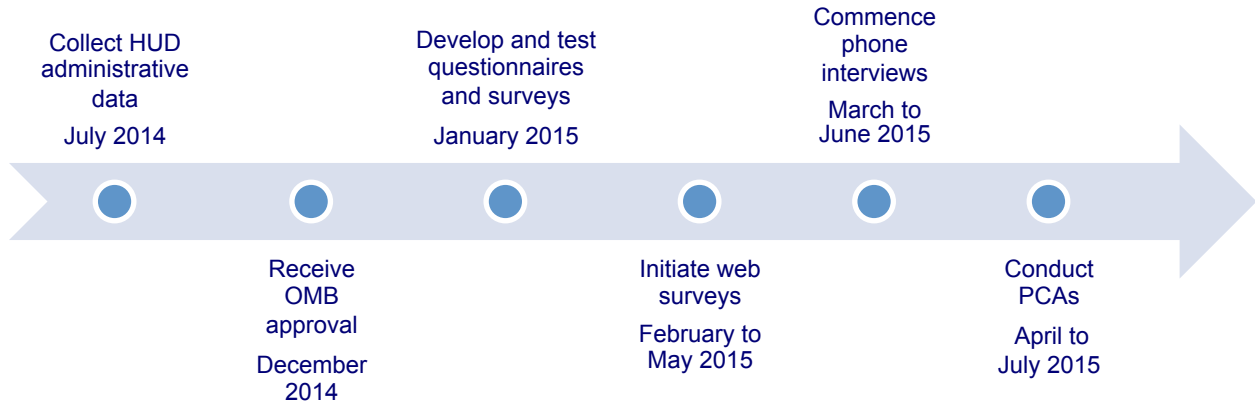 Collect HUD
administrative
data
July 2014
Receive
OMB
approval
December
2014
Develop and test
questionnaires
and surveys
January 2015
Initiate web
surveys
February to
May 2015
Commence
phone
interviews
March to
June 2015
Conduct
PCAs
April to
July 2015